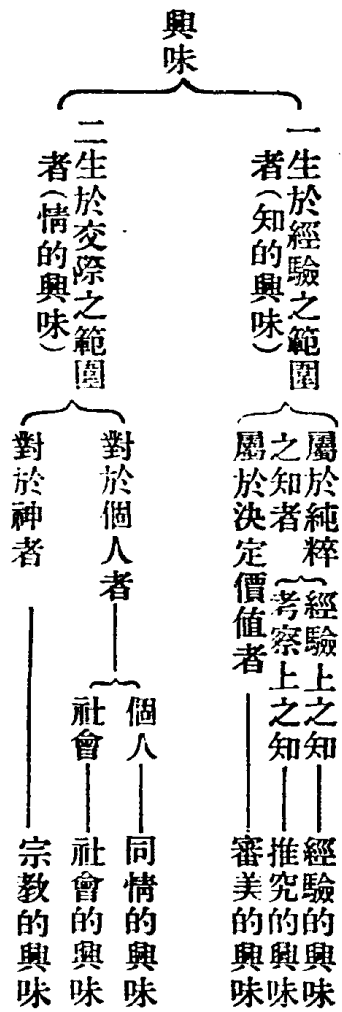 興味
一生於經驗之範圍
者(知的興味)
屬於純粹
之知者
經驗上之知
經驗的興味
考察上之知
推究的興味
屬於決定價值者
審美的興味
二生於交際之範圍
者(情的興味)
對於個人者
個人
同情的興味
社會
社會的興味
對於神者
宗教的興味